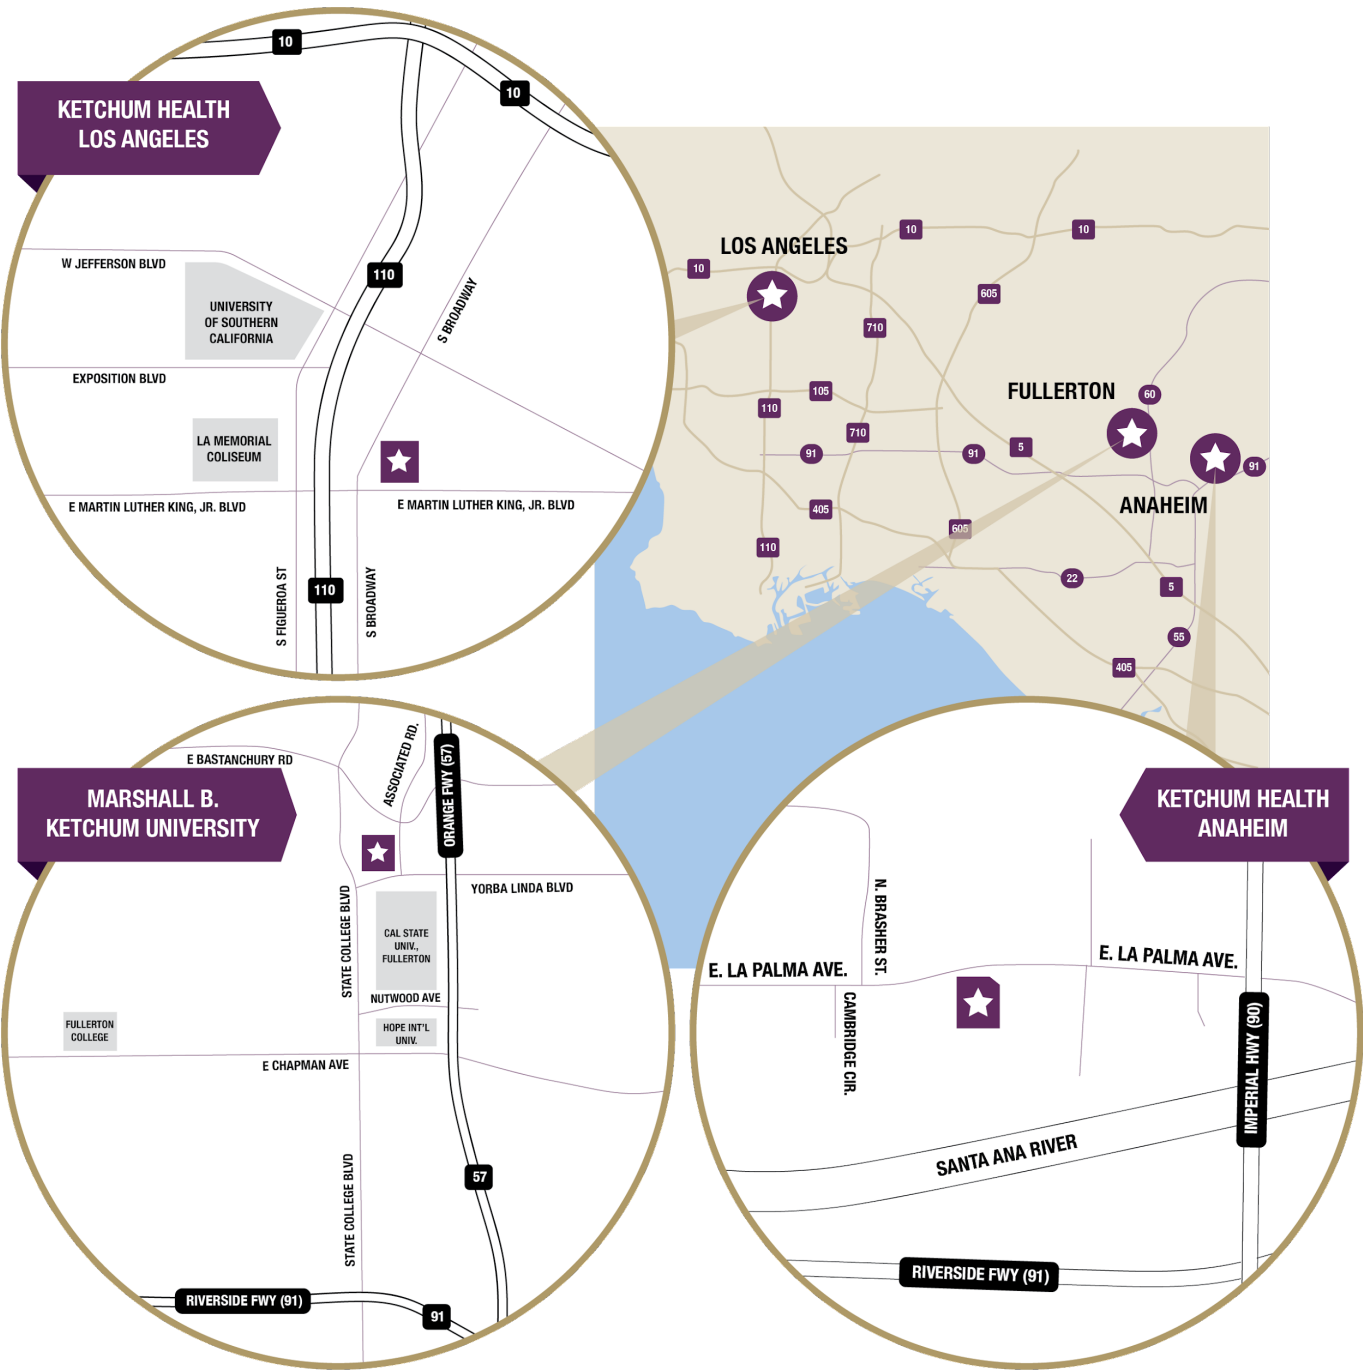 10
10
KETCHUM HEALTH
LOS ANGELES
W JEFFERSON BLVD
110
UNIVERSITY
OF SOUTHERN
CALIFORNIA
S BROADWAY
EXPOSITION BLVD
LA MEMORIAL
COLISEUM
E MARTIN LUTHER KING, JR. BLVD
E MARTIN LUTHER KING, JR. BLVD
S FIGUEROA ST
110
S BROADWAY
LOS ANGELES
10
10
10
605
710
FULLERTON
60
105
110
710
91
91
5
91
ANAHEIM
405
605
110
22
5
55
405
E BASTANCHURY RD
ASSOCIATED RD.
ORANGE FWY (57)
MARSHALL B.
KETCHUM UNIVERSITY
YORBA LINDA BLVD
STATE COLLEGE BLVD
CAL STATE
UNIV.,
FULLERTON
NUTWOOD AVE
FULLERTON
COLLEGE
HOPE INT'L
UNIV.
E CHAPMAN AVE
57
STATE COLLEGE BLVD
RIVERSIDE FWY (91)
91
KETCHUM HEALTH
ANAHEIM
N. BRASHER ST.
E. LA PALMA AVE.
E. LA PALMA AVE.
CAMBRIDGE CIR.
IMPERIAL HWY (90)
SANTA ANA RIVER
RIVERSIDE FWY (91)